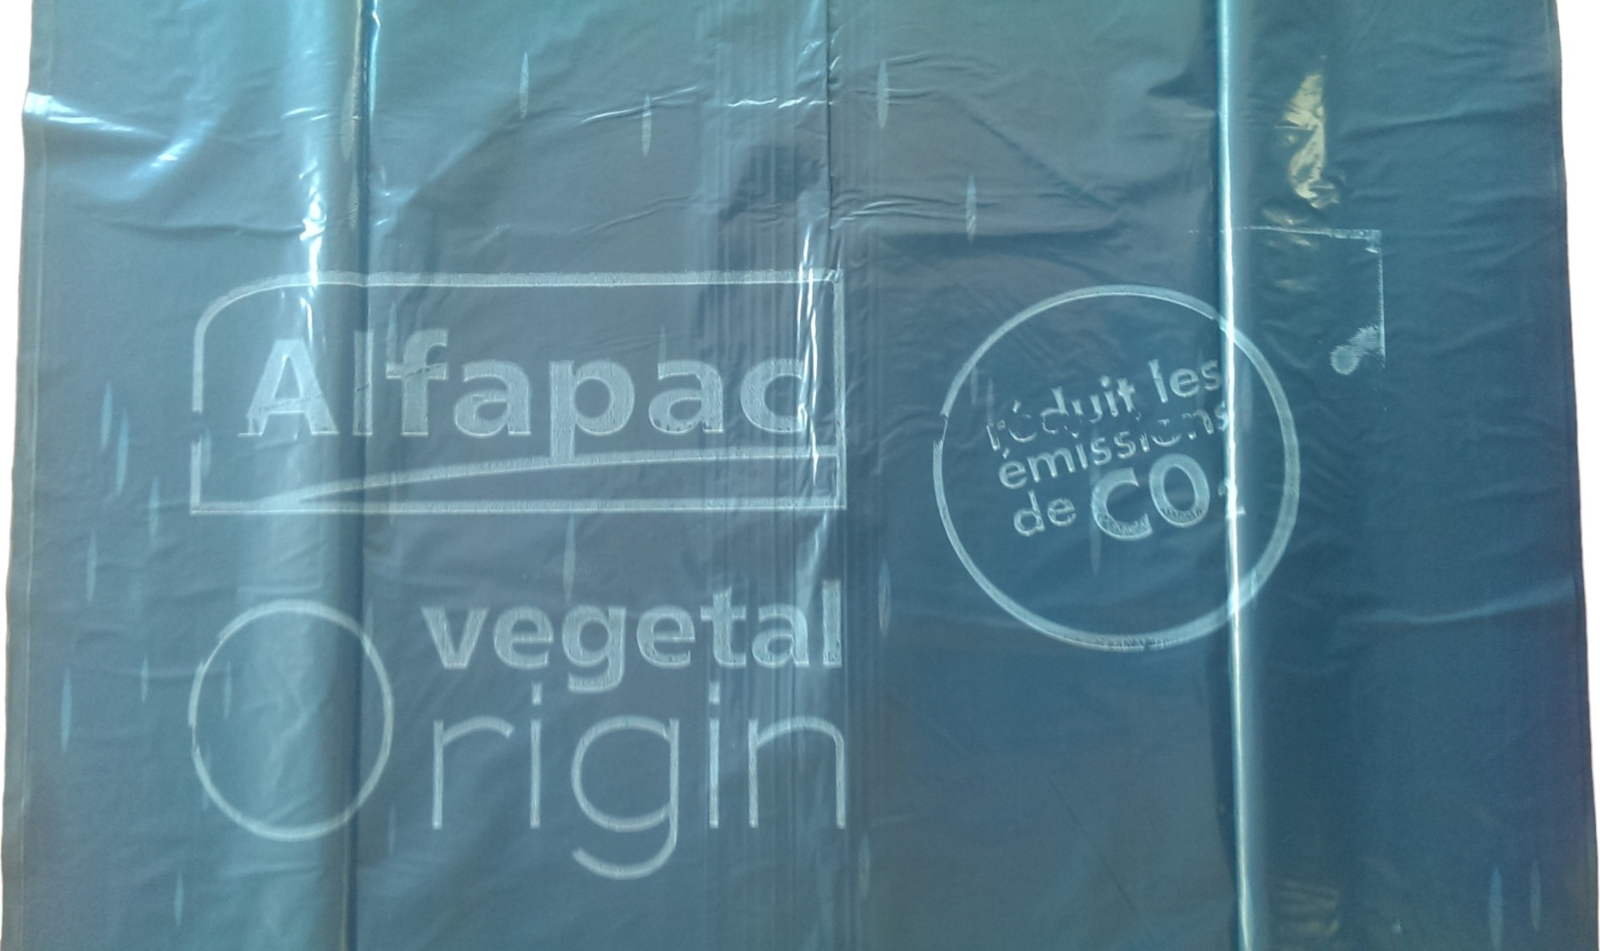 Alfapac
vegetal
Origin
réduit les
émissions
de CO2